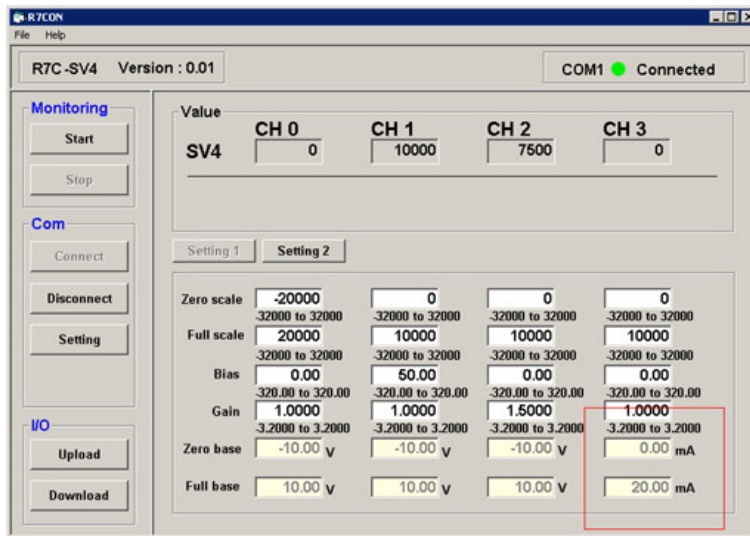 R7CON
File Help
R7C-SV4 Version : 0.01
COM1 Connected
Monitoring
Start
Stop
Com
Connect
Disconnect
Setting
I/O
Upload
Download
Value
CH 0 CH 1 CH 2 CH 3
SV4 0 10000 7500 0
Setting 1 Setting 2
Zero scale -20000 0 0 0
-32000 to 32000 -32000 to 32000 -32000 to 32000 -32000 to 32000
Full scale 20000 10000 10000 10000
-32000 to 32000 -32000 to 32000 -32000 to 32000 -32000 to 32000
Bias 0.00 50.00 0.00 0.00
-320.00 to 320.00 -320.00 to 320.00 -320.00 to 320.00 -320.00 to 320.00
Gain 1.0000 1.0000 1.5000 1.0000
-3.2000 to 3.2000 -3.2000 to 3.2000 -3.2000 to 3.2000 -3.2000 to 3.2000
Zero base -10.00 V -10.00 V -10.00 V 0.00 mA
Full base 10.00 V 10.00 V 10.00 V 20.00 mA